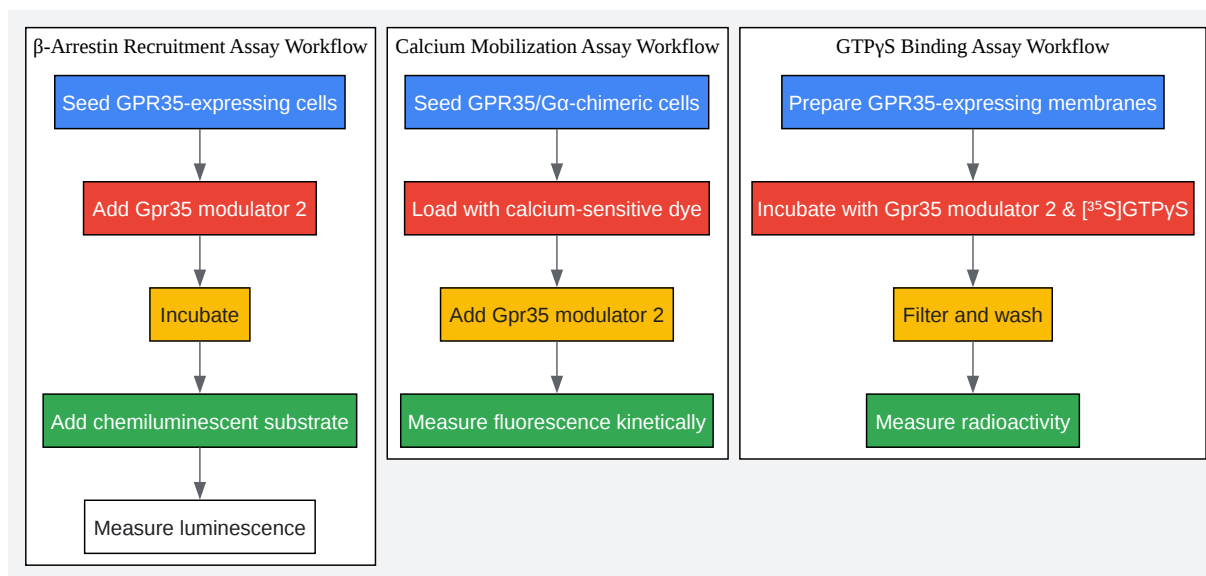 β-Arrestin Recruitment Assay Workflow
Seed GPR35-expressing cells
Add Gpr35 modulator 2
Incubate
Add chemiluminescent substrate
Measure luminescence
Calcium Mobilization Assay Workflow
Seed GPR35/Gα-chimeric cells
Load with calcium-sensitive dye
Add Gpr35 modulator 2
Measure fluorescence kinetically
GTPγS Binding Assay Workflow
Prepare GPR35-expressing membranes
Incubate with Gpr35 modulator 2 & [³⁵S]GTPγS
Filter and wash
Measure radioactivity